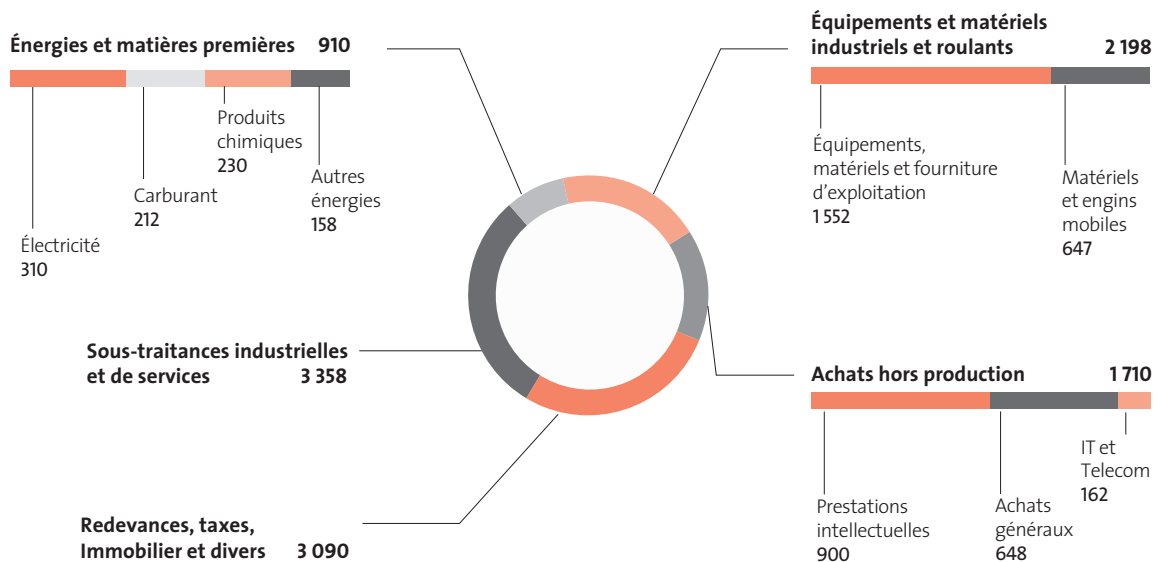 Énergies et matières premières 910
Électricité
310
Carburant
212
Produits
chimiques
230
Autres
énergies
158
Équipements et matériels
industriels et roulants 2 198
Équipements,
matériels et fourniture
d'exploitation
1 552
Matériels
et engins
mobiles
647
Sous-traitances industrielles
et de services 3 358
Achats hors production 1 710
Prestations
intellectuelles
900
Achats
généraux
648
IT et
Telecom
162
Redevances, taxes,
Immobilier et divers 3 090